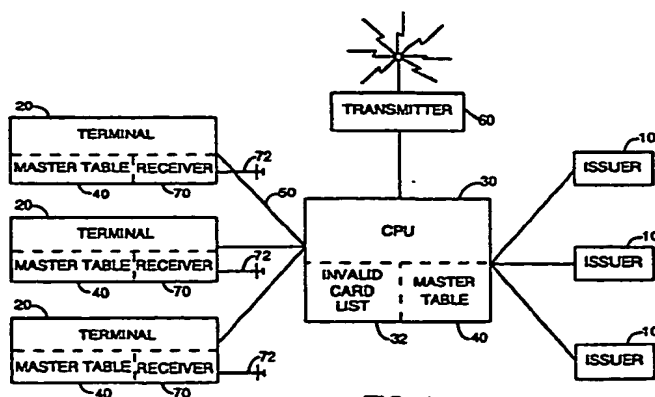 TRANSMITTER
60
20
TERMINAL
MASTER TABLE RECEIVER
40
70
72
50
20
TERMINAL
MASTER TABLE RECEIVER
40
70
72
20
TERMINAL
MASTER TABLE RECEIVER
40
70
72
30
CPU
INVALID
CARD
LIST
MASTER
TABLE
32
40
10
ISSUER
10
ISSUER
10
ISSUER